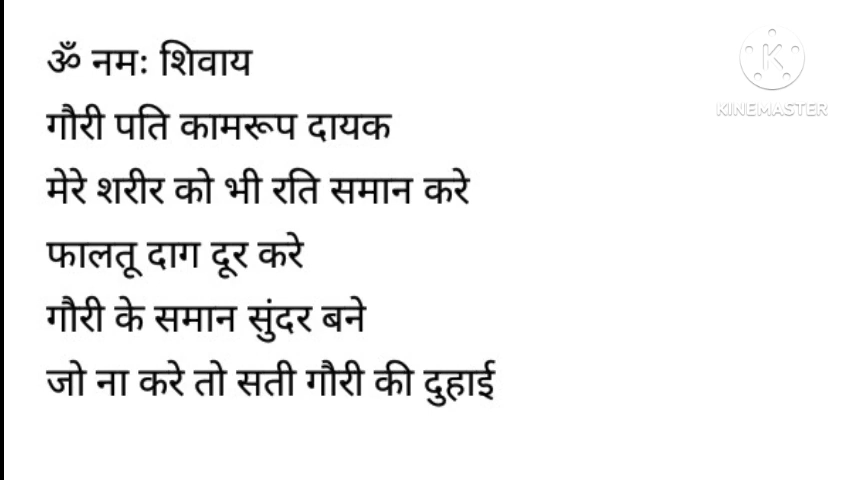 ॐ नमः शिवाय
गौरी पति कामरूप दायक
मेरे शरीर को भी रति समान करे
फालतू दाग दूर करे
गौरी के समान सुंदर बने
जो ना करे तो सती गौरी की दुहाई
K
KINEMASTER